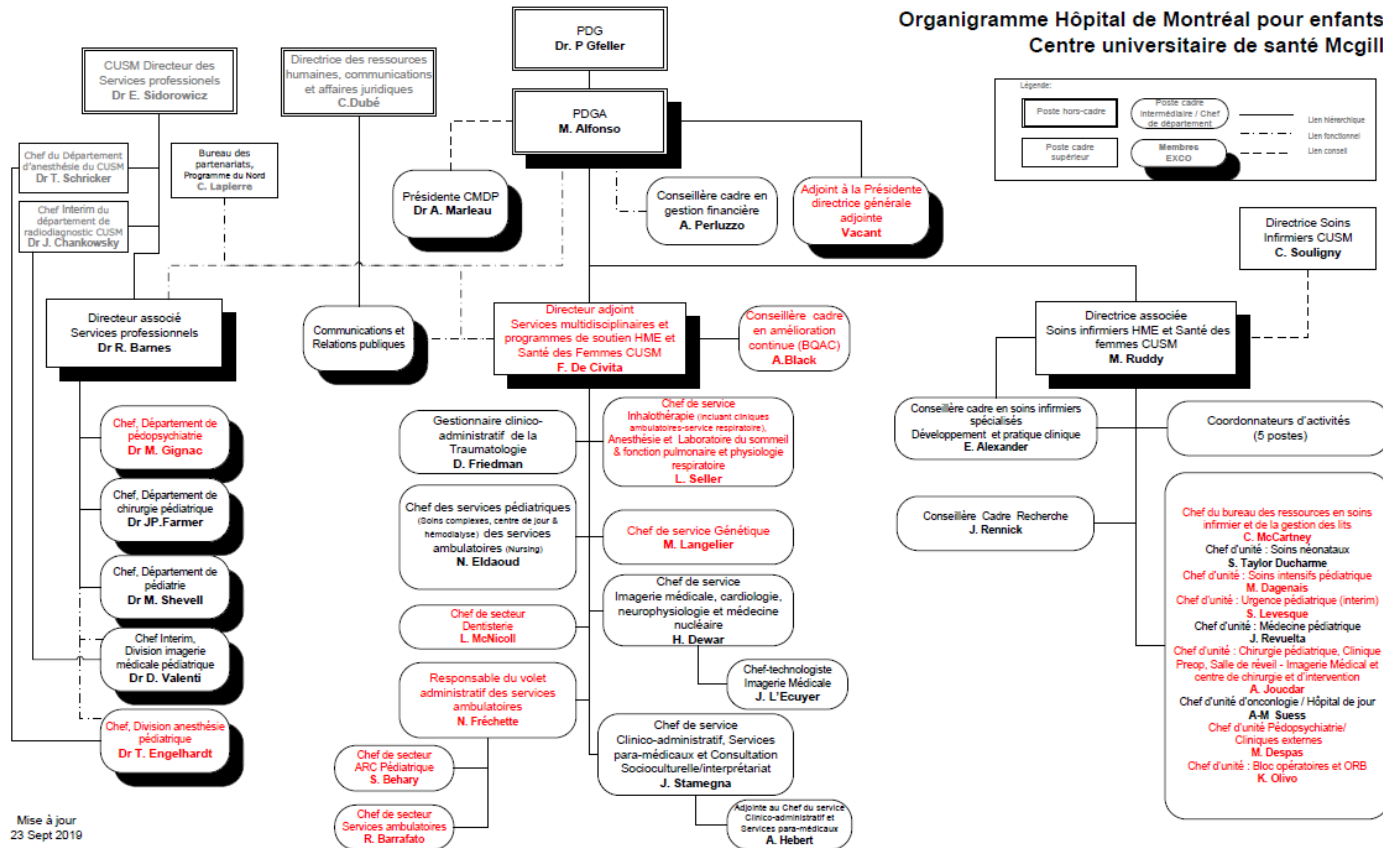 Organigramme Hôpital de Montréal pour enfants
Centre universitaire de santé Mcgill
PDG
Dr. P Gfeller
CUSM Directeur des
Services professionels
Dr E. Sidorowicz
Directrice des ressources
humaines, communications
et affaires juridiques
C.Dubé
PDGA
M. Alfonso
Légende:
Poste hors-cadre
Poste cadre
intermédiaire / Chef
de département
Poste cadre
supérieur
Membres
EXCO
Lien hiérarchique
Lien fonctionnel
Lien conseil
Chef du Département
d'anesthésie du CUSM
Dr T. Schricker
Bureau des
partenariats,
Programme du Nord
C. Lapierre
Chef Interim du
département de
radiodiagnostic CUSM
Dr J. Chankowsky
Présidente CMDP
Dr A. Marleau
Conseillère cadre en
gestion financière
A. Perluzzo
Adjoint à la Présidente
directrice générale
adjointe
Vacant
Directrice Soins
Infirmiers CUSM
C. Souligny
Directeur associé
Services professionnels
Dr R. Barnes
Communications et
Relations publiques
Directeur adjoint
Services multidisciplinaires et
programmes de soutien HME et
Santé des Femmes CUSM
F. De Civita
Conseillère cadre
en amélioration
continue (BQAC)
A.Black
Directrice associée
Soins infirmiers HME et Santé des
femmes CUSM
M. Ruddy
Chef, Département de
pédopsychiatrie
Dr M. Gignac
Chef, Département de
chirurgie pédiatrique
Dr JP.Farmer
Chef, Département de
pédiatrie
Dr M. Shevell
Chef Interim,
Division imagerie
médicale pédiatrique
Dr D. Valenti
Chef, Division anesthésie
pédiatrique
Dr T. Engelhardt
Gestionnaire clinico-
administratif de la
Traumatologie
D. Friedman
Chef des services pédiatriques
(Soins complexes, centre de jour &
hémodialyse) des services
ambulatoires (Nursing)
N. Eldaoud
Chef de secteur
Dentisterie
L. McNicoll
Responsable du volet
administratif des services
ambulatoires
N. Fréchette
Chef de secteur
ARC Pédiatrique
S. Behary
Chef de secteur
Services ambulatoires
R. Barrafato
Chef de service
Inhalothérapie (incluant cliniques
ambulatoires-service respiratoire),
Anesthésie et Laboratoire du sommeil
& fonction pulmonaire et physiologie
respiratoire
L. Seller
Chef de service Génétique
M. Langelier
Chef de service
Imagerie médicale, cardiologie,
neurophysiologie et médecine
nucléaire
H. Dewar
Chef-technologiste
Imagerie Médicale
J. L'Ecuyer
Chef de service
Clinico-administratif, Services
para-médicaux et Consultation
Socioculturelle/interprétariat
J. Stamegna
Adjointe au Chef du service
Clinico-administratif et
Services para-médicaux
A. Hebert
Conseillère cadre en soins infirmiers
spécialisés
Développement et pratique clinique
E. Alexander
Coordonnateurs d'activités
(5 postes)
Conseillère Cadre Recherche
J. Rennick
Chef du bureau des ressources en soins
infirmier et de la gestion des lits
C. McCartney
Chef d'unité : Soins néonataux
S. Taylor Ducharme
Chef d'unité : Soins intensifs pédiatrique
M. Dagenais
Chef d'unité : Urgence pédiatrique (interim)
S. Levesque
Chef d'unité : Médecine pédiatrique
J. Revuelta
Chef d'unité : Chirurgie pédiatrique, Clinique
Preop, Salle de réveil - Imagerie Médical et
centre de chirurgie et d'intervention
A. Joucdar
Chef d'unité d'onconlogie / Hôpital de jour
A-M Suess
Chef d'unité Pédopsychiatrie/
Cliniques externes
M. Despas
Chef d'unité : Bloc opératoires et ORB
K. Olivo
Mise à jour
23 Sept 2019